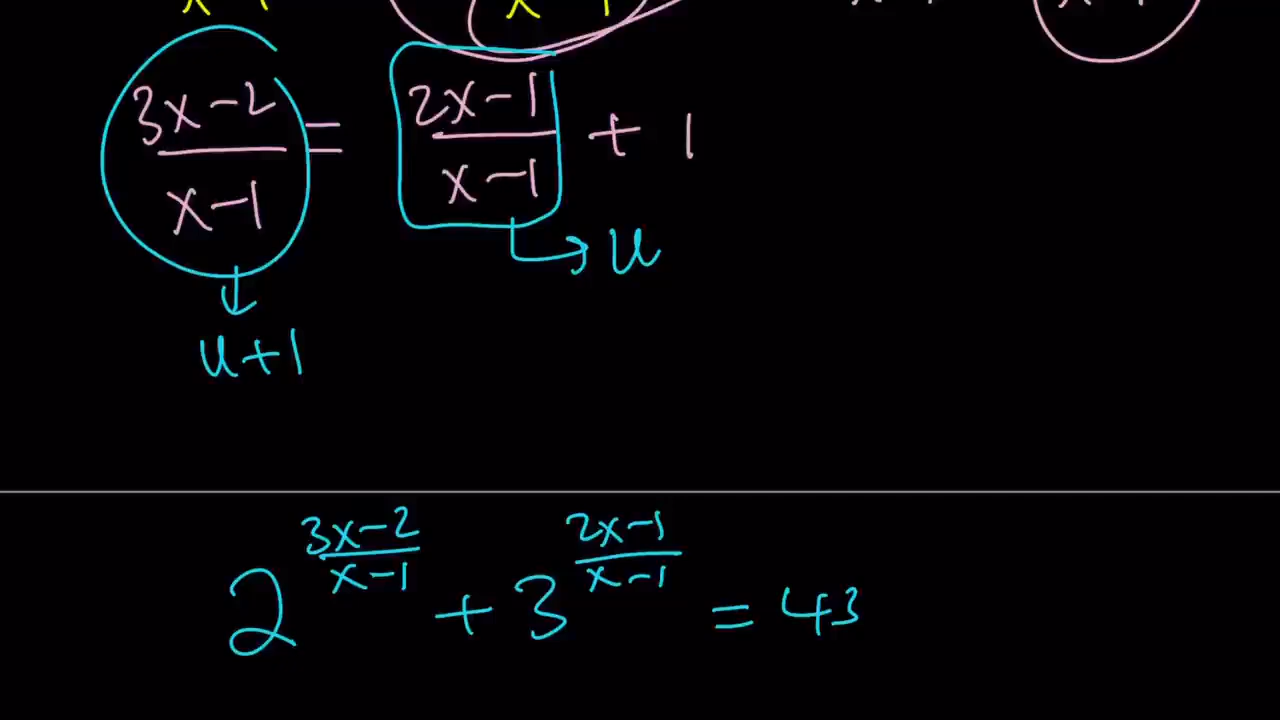 (3x-2)/(x-1) = (2x-1)/(x-1) + 1
u
u+1
2^((3x-2)/(x-1)) + 3^((2x-1)/(x-1)) = 43